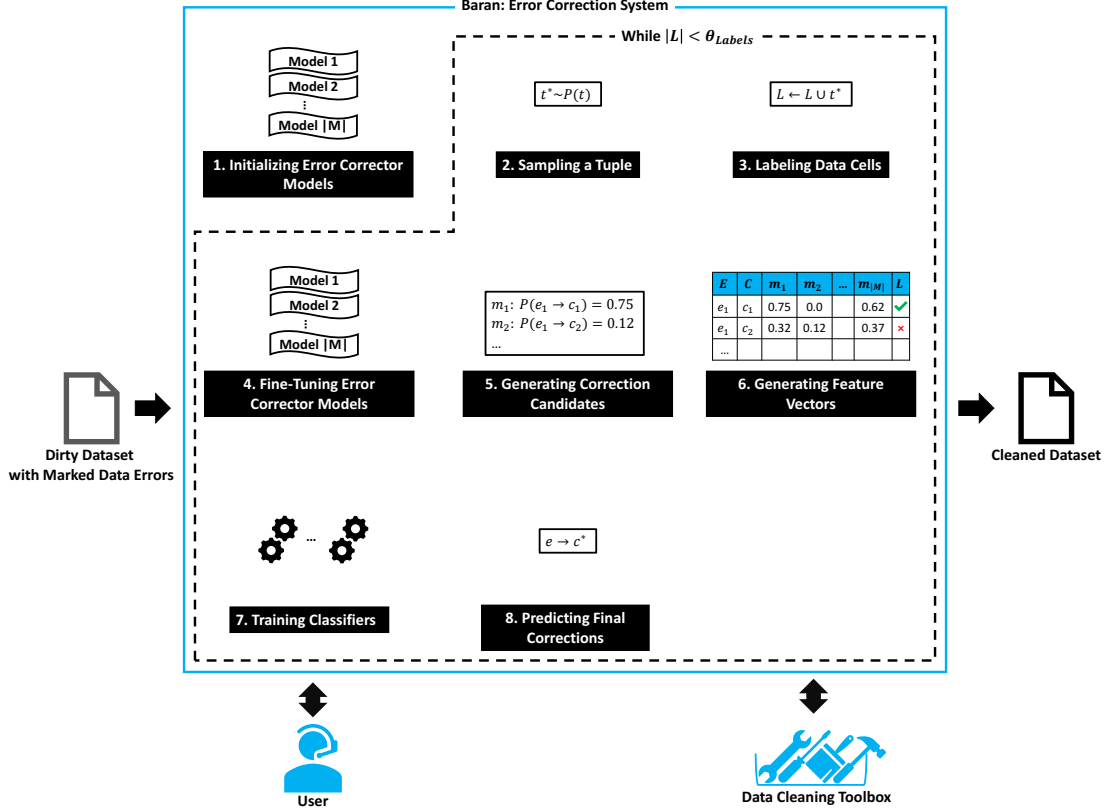 Baran: Error Correction System
While |L| < θ_Labels
Model 1
Model 2
⋮
Model |M|
1. Initializing Error Corrector
Models
t*~P(t)
2. Sampling a Tuple
L ← L ∪ t*
3. Labeling Data Cells
Model 1
Model 2
⋮
Model |M|
4. Fine-Tuning Error
Corrector Models
m₁: P(e₁ → c₁) = 0.75
m₂: P(e₁ → c₂) = 0.12
...
5. Generating Correction
Candidates
E C m₁ m₂ ... m_|M| L
e₁ c₁ 0.75 0.0 0.62 ✓
e₁ c₂ 0.32 0.12 0.37 ×
...
6. Generating Feature
Vectors
Dirty Dataset
with Marked Data Errors
Cleaned Dataset
...
7. Training Classifiers
e → c*
8. Predicting Final
Corrections
User
Data Cleaning Toolbox